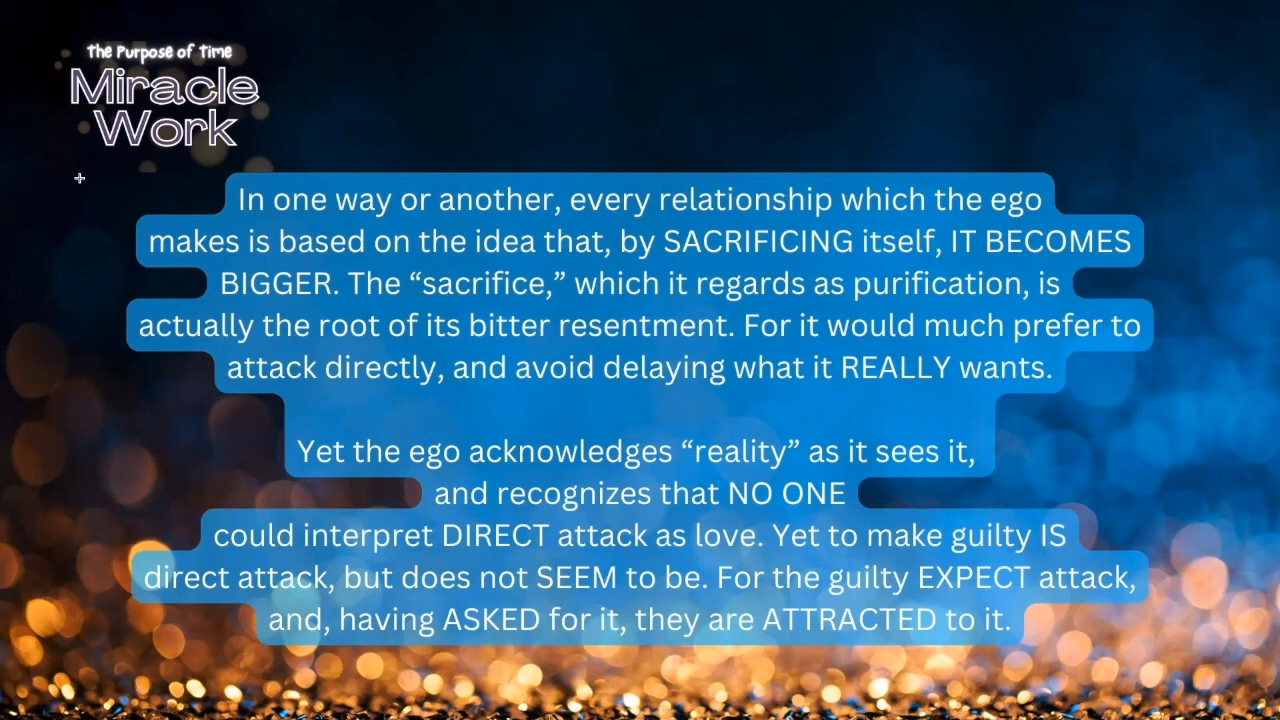 The Purpose of Time
Miracle
Work
In one way or another, every relationship which the ego
makes is based on the idea that, by SACRIFICING itself, IT BECOMES
BIGGER. The “sacrifice,” which it regards as purification, is
actually the root of its bitter resentment. For it would much prefer to
attack directly, and avoid delaying what it REALLY wants.
Yet the ego acknowledges “reality” as it sees it,
and recognizes that NO ONE
could interpret DIRECT attack as love. Yet to make guilty IS
direct attack, but does not SEEM to be. For the guilty EXPECT attack,
and, having ASKED for it, they are ATTRACTED to it.